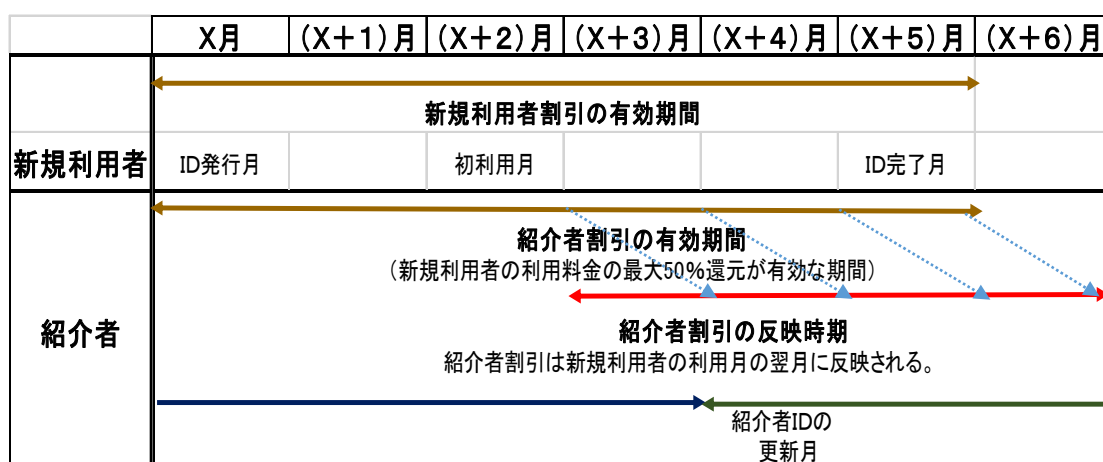 X月 (X＋1)月 (X＋2)月 (X＋3)月 (X＋4)月 (X＋5)月 (X＋6)月
新規利用者割引の有効期間
新規利用者 ID発行月 初利用月 ID完了月
紹介者割引の有効期間
（新規利用者の利用料金の最大50%還元が有効な期間）
紹介者
紹介者割引の反映時期
紹介者割引は新規利用者の利用月の翌月に反映される。
紹介者IDの
更新月